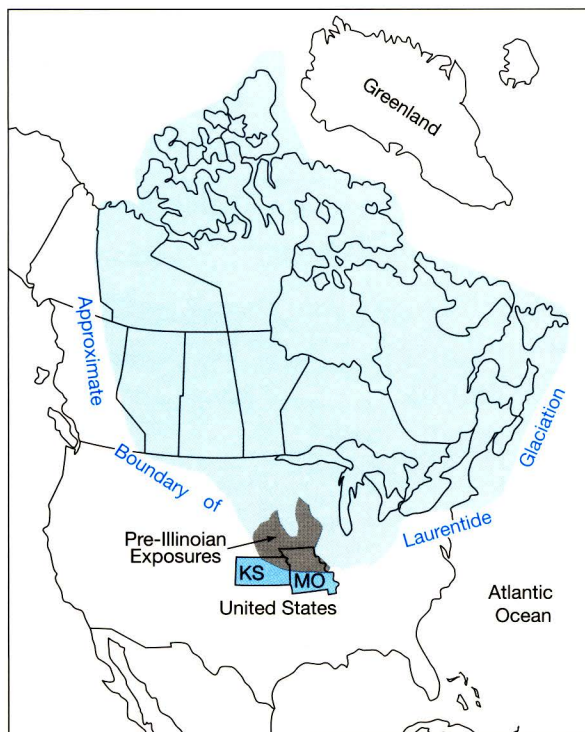 Greenland
Approximate
Boundary of
Laurentide
Glaciation
Pre-Illinoian
Exposures
KS
MO
United States
Atlantic
Ocean